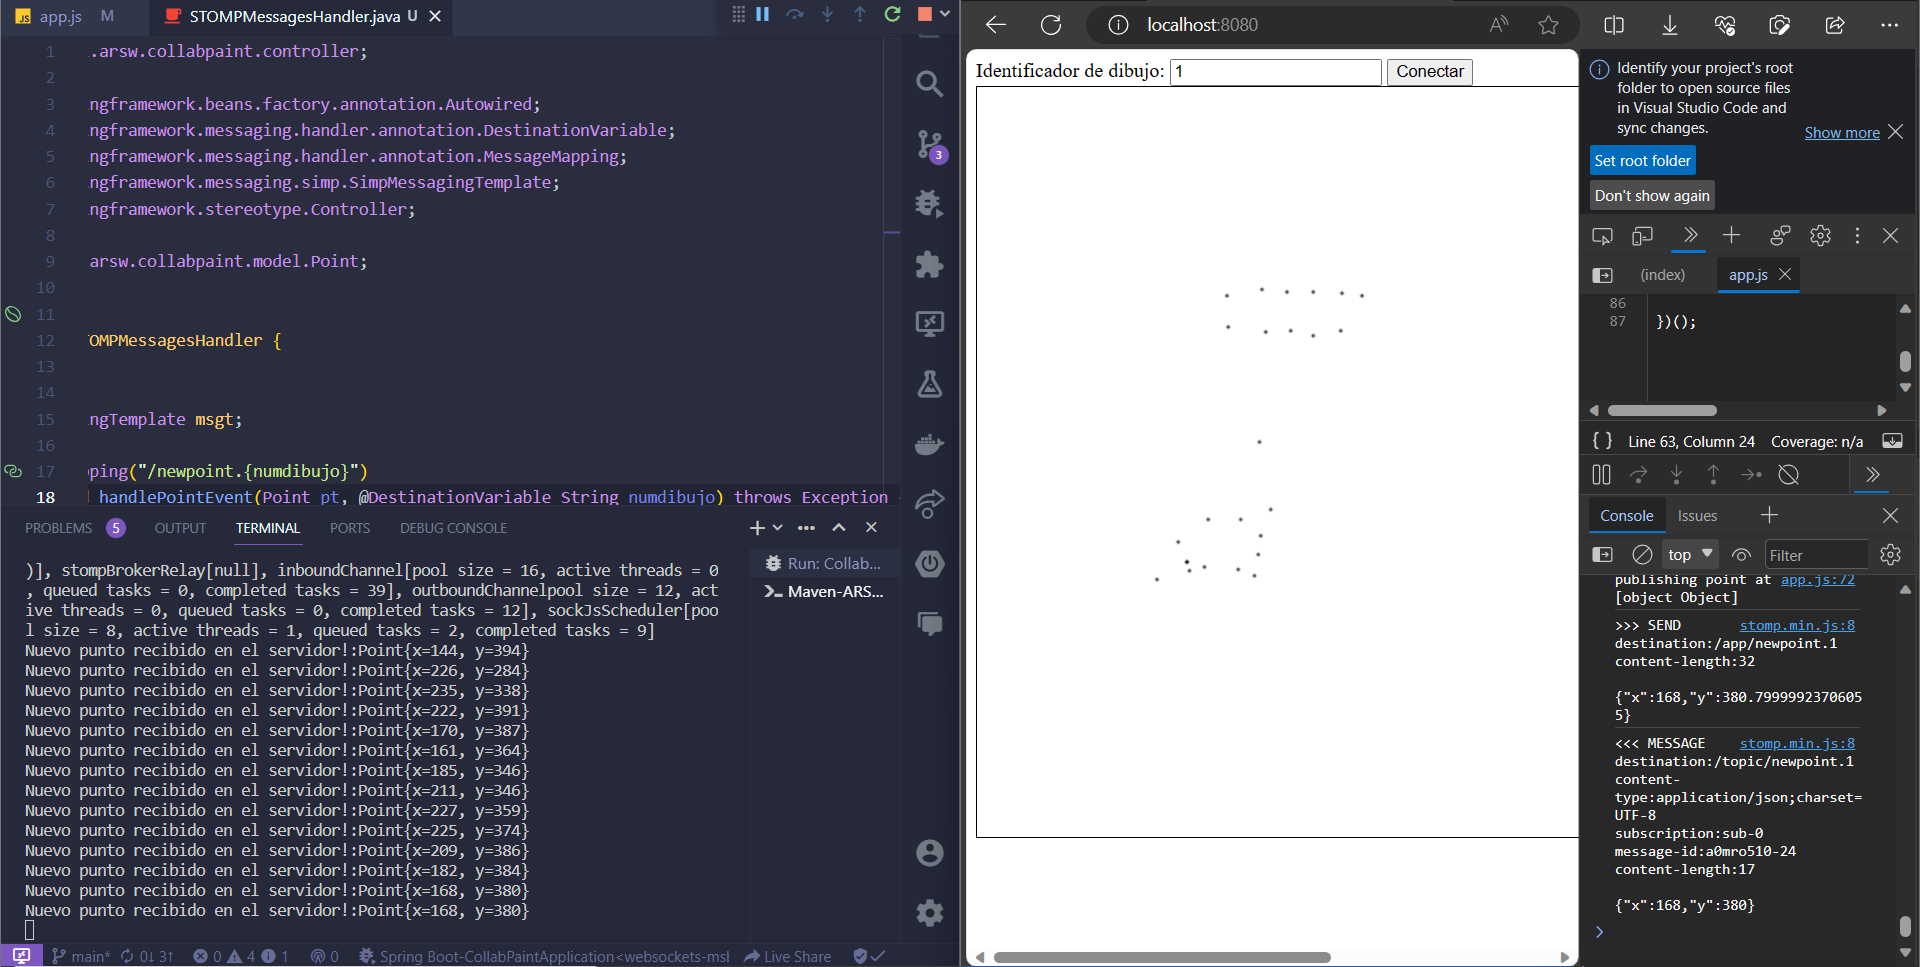 app.js M STOMPMessagesHandler.java U
1 .arsw.collabpaint.controller;
2
3 ngframework.beans.factory.annotation.Autowired;
4 ngframework.messaging.handler.annotation.DestinationVariable;
5 ngframework.messaging.handler.annotation.MessageMapping;
6 ngframework.messaging.simp.SimpMessagingTemplate;
7 ngframework.stereotype.Controller;
8
9 arsw.collabpaint.model.Point;
10
11
12 OMPMessagesHandler {
13
14
15 ngTemplate msgt;
16
17 ping("/newpoint.{numdibujo}")
18 handlePointEvent(Point pt, @DestinationVariable String numdibujo) throws Exception
3
PROBLEMS 5 OUTPUT TERMINAL PORTS DEBUG CONSOLE
)], stompBrokerRelay[null], inboundChannel[pool size = 16, active threads = 0
, queued tasks = 0, completed tasks = 39], outboundChannelpool size = 12, act
ive threads = 0, queued tasks = 0, completed tasks = 12], sockJsScheduler[poo
l size = 8, active threads = 1, queued tasks = 2, completed tasks = 9]
Nuevo punto recibido en el servidor!:Point{x=144, y=394}
Nuevo punto recibido en el servidor!:Point{x=226, y=284}
Nuevo punto recibido en el servidor!:Point{x=235, y=338}
Nuevo punto recibido en el servidor!:Point{x=222, y=391}
Nuevo punto recibido en el servidor!:Point{x=170, y=387}
Nuevo punto recibido en el servidor!:Point{x=161, y=364}
Nuevo punto recibido en el servidor!:Point{x=185, y=346}
Nuevo punto recibido en el servidor!:Point{x=211, y=346}
Nuevo punto recibido en el servidor!:Point{x=227, y=359}
Nuevo punto recibido en el servidor!:Point{x=225, y=374}
Nuevo punto recibido en el servidor!:Point{x=209, y=386}
Nuevo punto recibido en el servidor!:Point{x=182, y=384}
Nuevo punto recibido en el servidor!:Point{x=168, y=380}
Nuevo punto recibido en el servidor!:Point{x=168, y=380}
Run: Collab...
Maven-ARS...
main* 0↓ 3↑ 0 4 1 0 Spring Boot-CollabPaintApplication<websockets-msl Live Share
localhost:8080
Identificador de dibujo: 1 Conectar
Identify your project's root
folder to open source files
in Visual Studio Code and
sync changes.
Show more
Set root folder
Don't show again
(index) app.js
86
87 })();
{ } Line 63, Column 24 Coverage: n/a
Console Issues
top Filter
publishing point at app.js:72
[object Object]
>>> SEND stomp.min.js:8
destination:/app/newpoint.1
content-length:32
{"x":168,"y":380.7999992370605
5}
<<< MESSAGE stomp.min.js:8
destination:/topic/newpoint.1
content-
type:application/json;charset=
UTF-8
subscription:sub-0
message-id:a0mro510-24
content-length:17
{"x":168,"y":380}